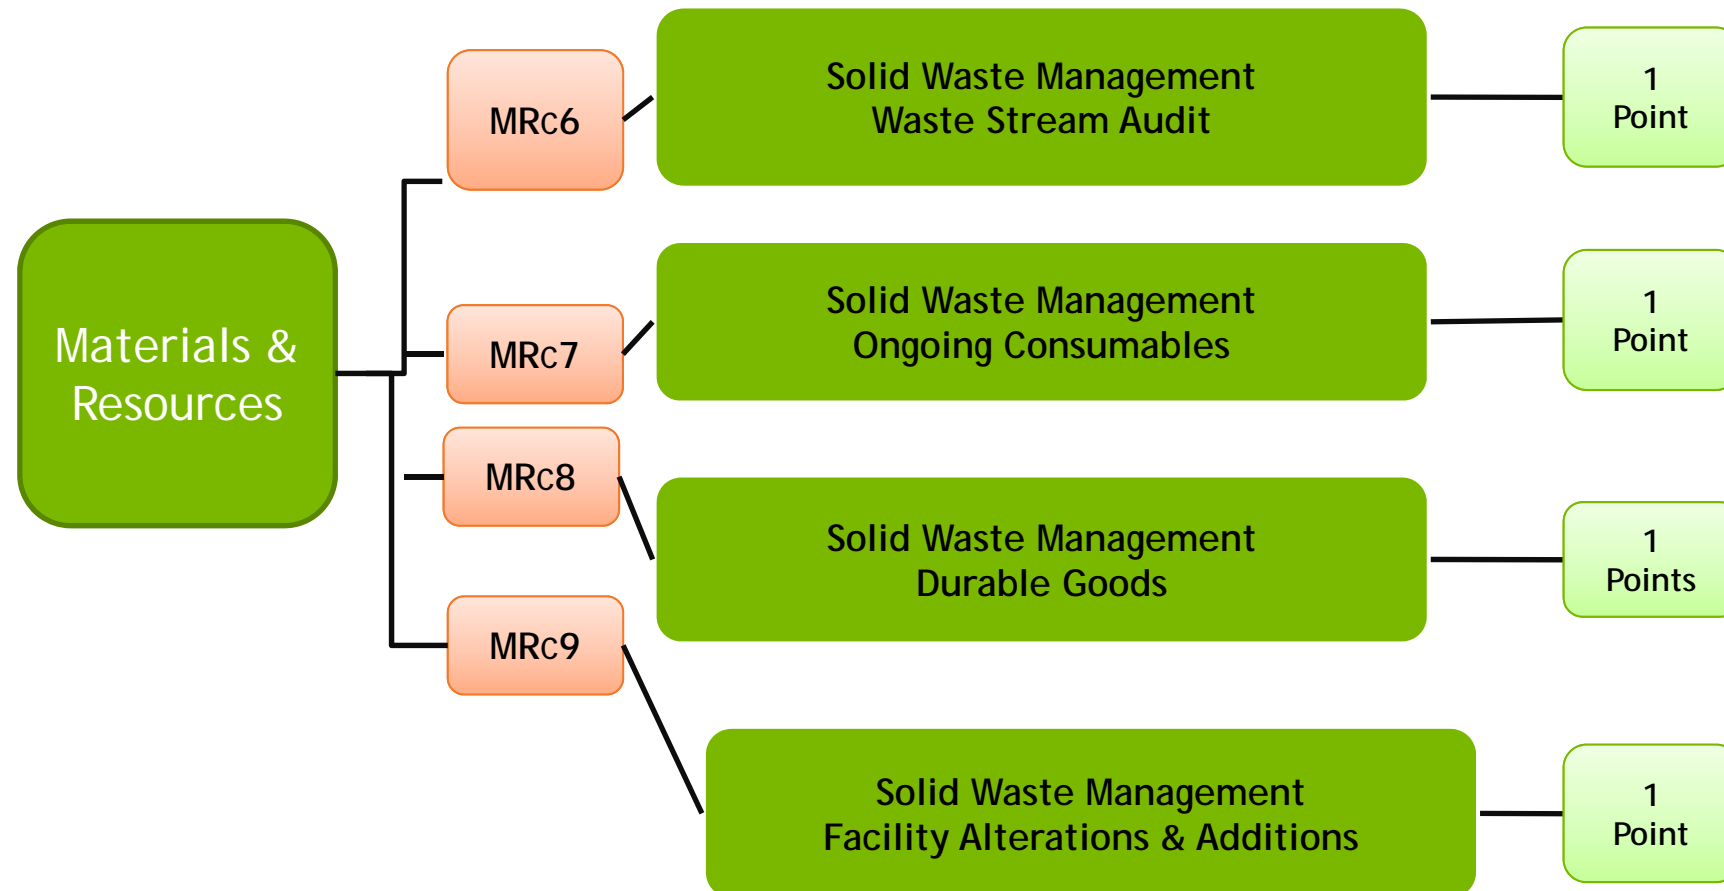 Materials &
Resources
MRc6
Solid Waste Management
Waste Stream Audit
1
Point
MRc7
Solid Waste Management
Ongoing Consumables
1
Point
MRc8
Solid Waste Management
Durable Goods
1
Points
MRc9
Solid Waste Management
Facility Alterations & Additions
1
Point